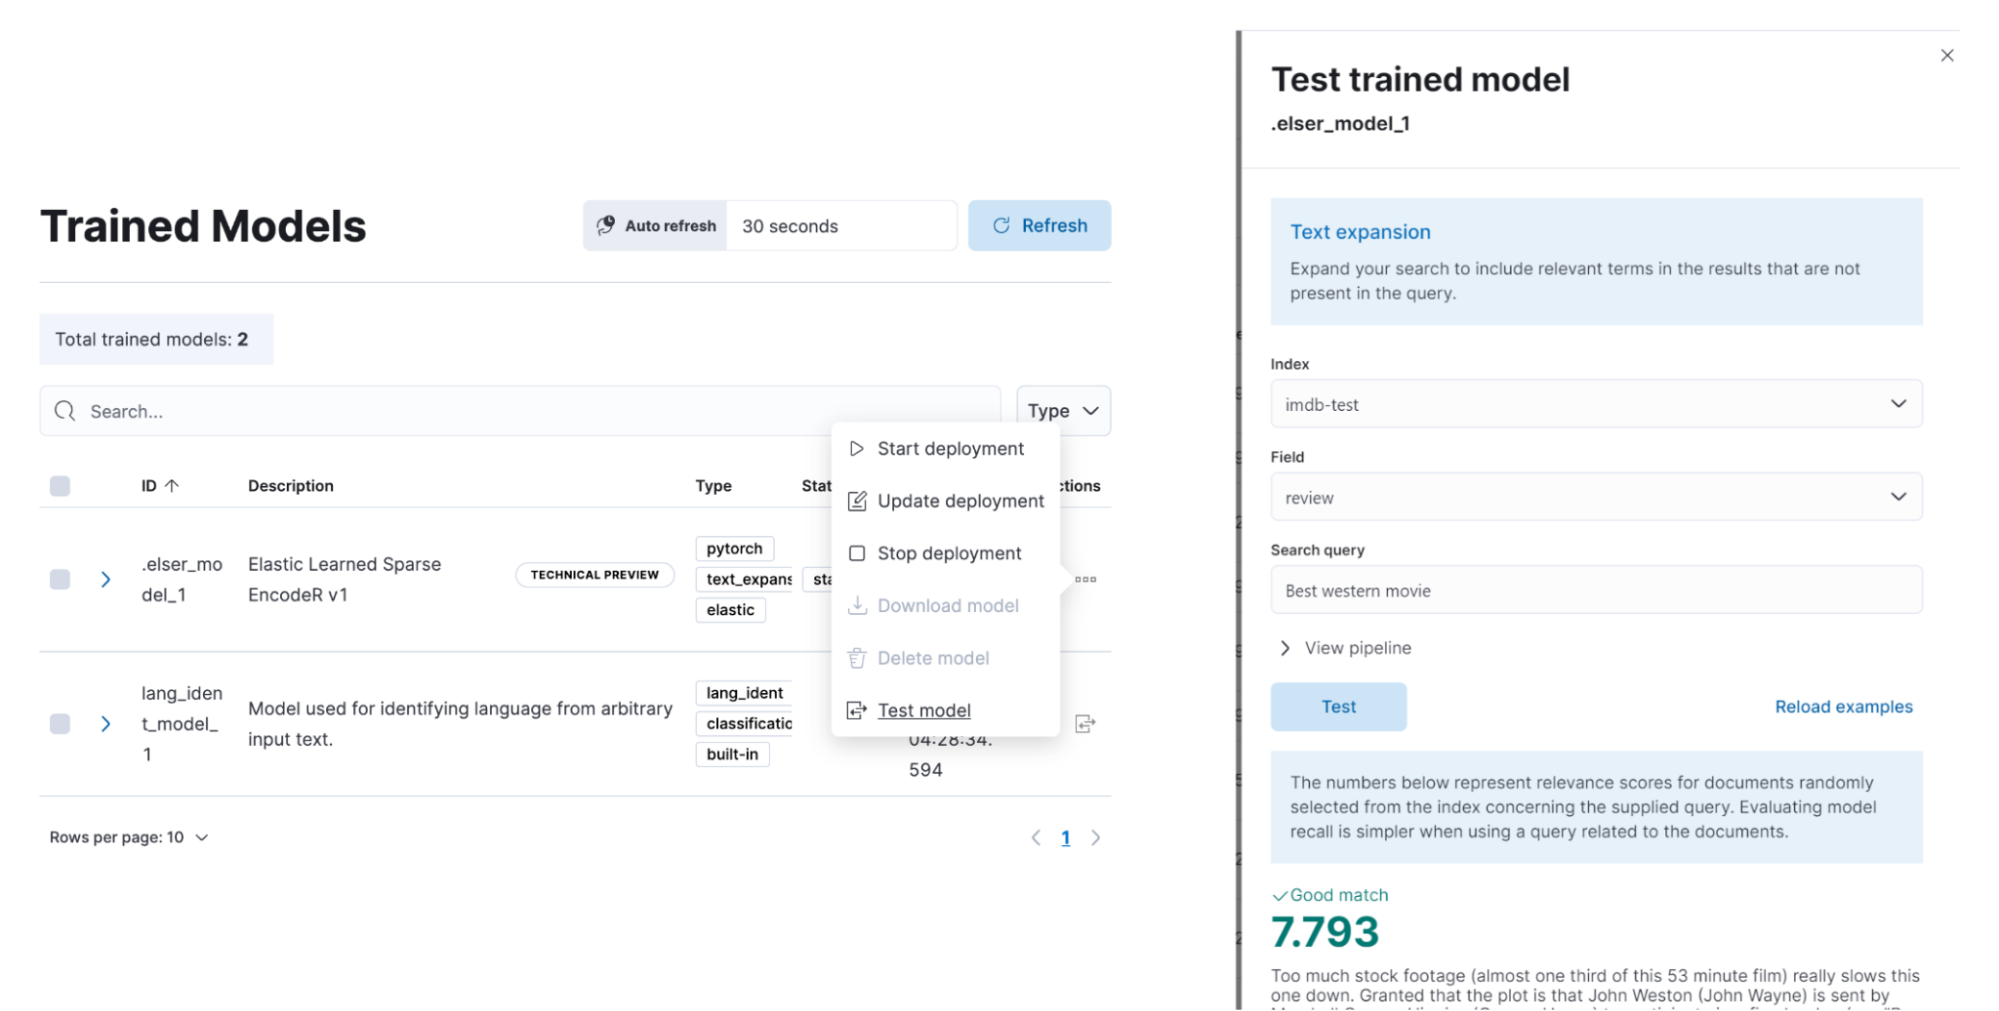 Trained Models
Auto refresh 30 seconds Refresh
Total trained models: 2
Search...
Type
ID ↑ Description Type Stat ctions
.elser_mo
del_1
Elastic Learned Sparse
EncodeR v1
TECHNICAL PREVIEW
pytorch
text_expans
elastic
sta
lang_iden
t_model_
1
Model used for identifying language from arbitrary
input text.
lang_ident
classificatio
built-in
04:28:34.
594
Start deployment
Update deployment
Stop deployment
Download model
Delete model
Test model
Rows per page: 10
1
Test trained model
.elser_model_1
Text expansion
Expand your search to include relevant terms in the results that are not
present in the query.
Index
imdb-test
Field
review
Search query
Best western movie
View pipeline
Test Reload examples
The numbers below represent relevance scores for documents randomly
selected from the index concerning the supplied query. Evaluating model
recall is simpler when using a query related to the documents.
Good match
7.793
Too much stock footage (almost one third of this 53 minute film) really slows this
one down. Granted that the plot is that John Weston (John Wayne) is sent by